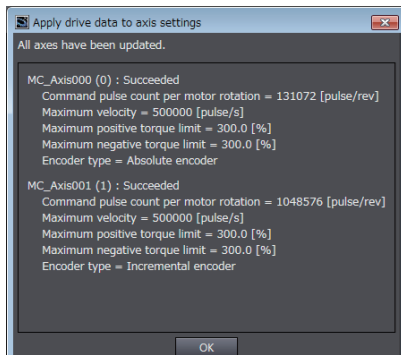 Apply drive data to axis settings
All axes have been updated.
MC_Axis000 (0) : Succeeded
Command pulse count per motor rotation = 131072 [pulse/rev]
Maximum velocity = 500000 [pulse/s]
Maximum positive torque limit = 300.0 [%]
Maximum negative torque limit = 300.0 [%]
Encoder type = Absolute encoder
MC_Axis001 (1) : Succeeded
Command pulse count per motor rotation = 1048576 [pulse/rev]
Maximum velocity = 500000 [pulse/s]
Maximum positive torque limit = 300.0 [%]
Maximum negative torque limit = 300.0 [%]
Encoder type = Incremental encoder
OK